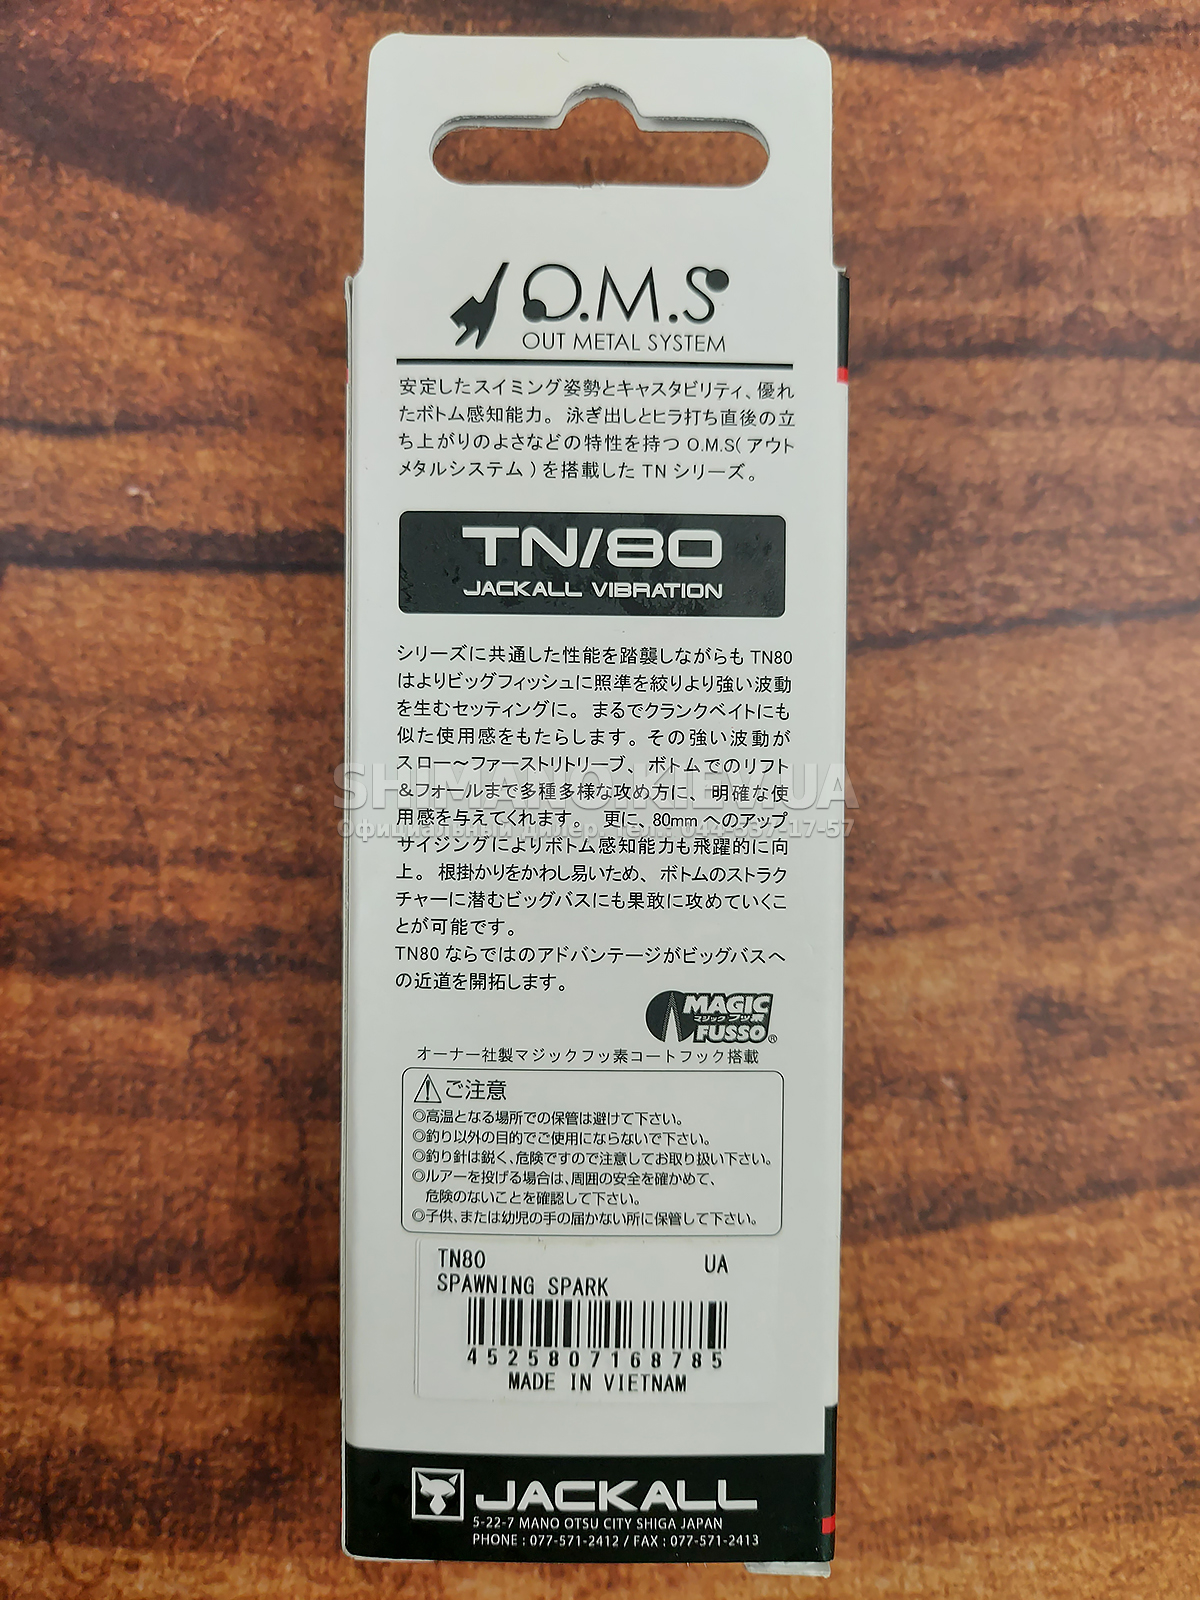 O.M.S
OUT METAL SYSTEM
安定したスイミング姿勢とキャスタビリティ、優れ
たボトム感知能力。泳ぎ出しとヒラ打ち直後の立
ち上がりのよさなどの特性を持つ O.M.S(アウト
メタルシステム)を搭載した TN シリーズ。
TN/80
JACKALL VIBRATION
シリーズに共通した性能を踏襲しながらも TN80
はよりビッグフィッシュに照準を絞りより強い波動
を生むセッティングに。まるでクランクベイトにも
似た使用感をもたらします。その強い波動が
スロー～ファーストリトリーブ、ボトムでのリフト
&フォールまで多種多様な攻め方に、明確な使
用感を与えてくれます。 更に、80mm へのアップ
サイジングによりボトム感知能力も飛躍的に向
上。根掛かりをかわし易いため、ボトムのストラク
チャーに潜むビッグバスにも果敢に攻めていくこ
とが可能です。
TN80 ならではのアドバンテージがビッグバスへ
の近道を開拓します。
SHIMANO.KIEV.UA
Официальный дилер. Тел.: 044-537-17-57
MAGIC
マジック フッ素
FUSSO®
オーナー社製マジックフッ素コートフック搭載
ご注意
◎高温となる場所での保管は避けて下さい。
◎釣り以外の目的でご使用にならないで下さい。
◎釣り針は鋭く、危険ですので注意してお取り扱い下さい。
◎ルアーを投げる場合は、周囲の安全を確かめて、
危険のないことを確認して下さい。
◎子供、または幼児の手の届かない所に保管して下さい。
TN80 UA
SPAWNING SPARK
4525807168785
MADE IN VIETNAM
JACKALL
5-22-7 MANO OTSU CITY SHIGA JAPAN
PHONE : 077-571-2412 / FAX : 077-571-2413